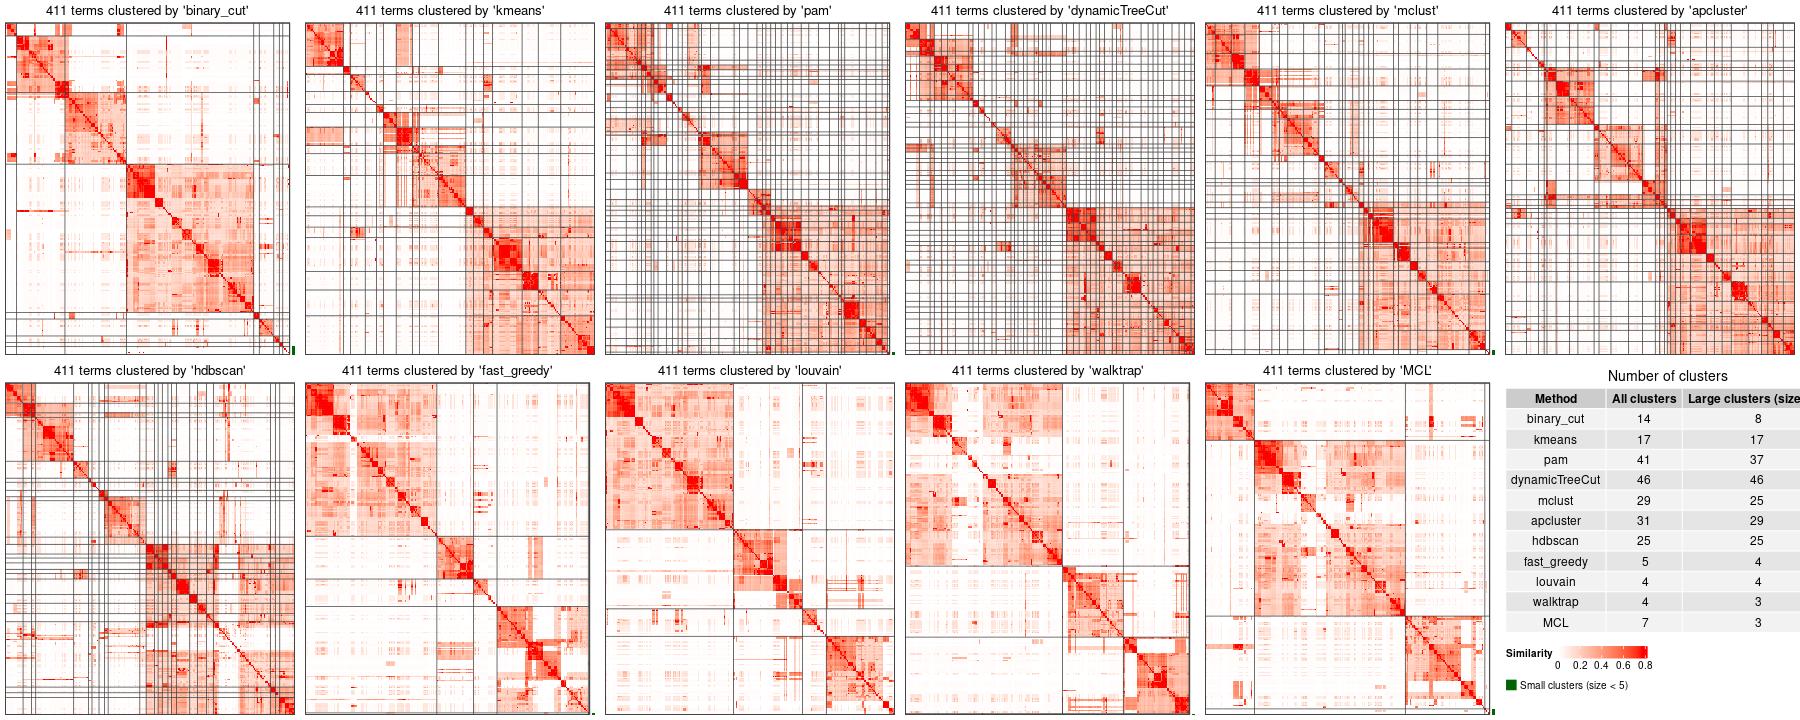 411 terms clustered by 'binary_cut'
411 terms clustered by 'kmeans'
411 terms clustered by 'pam'
411 terms clustered by 'dynamicTreeCut'
411 terms clustered by 'mclust'
411 terms clustered by 'apcluster'
411 terms clustered by 'hdbscan'
411 terms clustered by 'fast_greedy'
411 terms clustered by 'louvain'
411 terms clustered by 'walktrap'
411 terms clustered by 'MCL'
Number of clusters
Method All clusters Large clusters (size
binary_cut 14 8
kmeans 17 17
pam 41 37
dynamicTreeCut 46 46
mclust 29 25
apcluster 31 29
hdbscan 25 25
fast_greedy 5 4
louvain 4 4
walktrap 4 3
MCL 7 3
Similarity
0 0.2 0.4 0.6 0.8
Small clusters (size < 5)